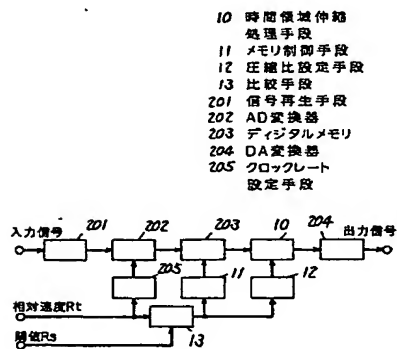 10 時間領域伸縮
処理手段
11 メモリ制御手段
12 圧縮比設定手段
13 比較手段
201 信号再生手段
202 AD変換器
203 ディジタルメモリ
204 DA変換器
205 クロックレート
設定手段
入力信号 201 202 203 10 204 出力信号
205 11 12
相対速度Rt
閾値Rs 13